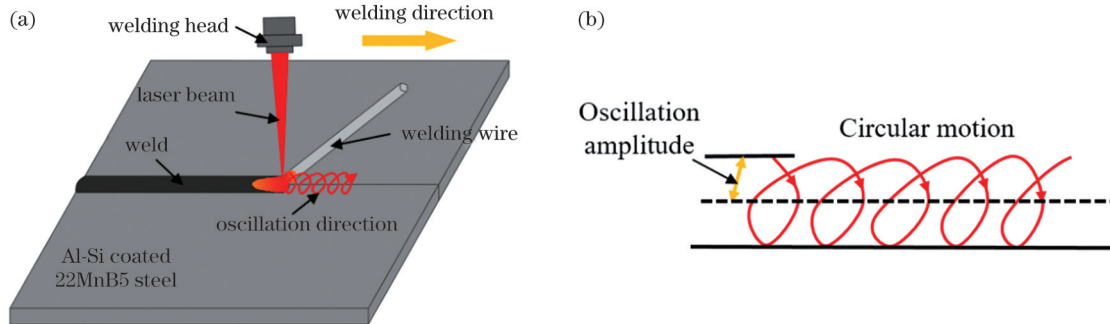 (a)
welding head
welding direction
laser beam
welding wire
weld
oscillation direction
Al-Si coated
22MnB5 steel
(b)
Oscillation
amplitude
Circular motion